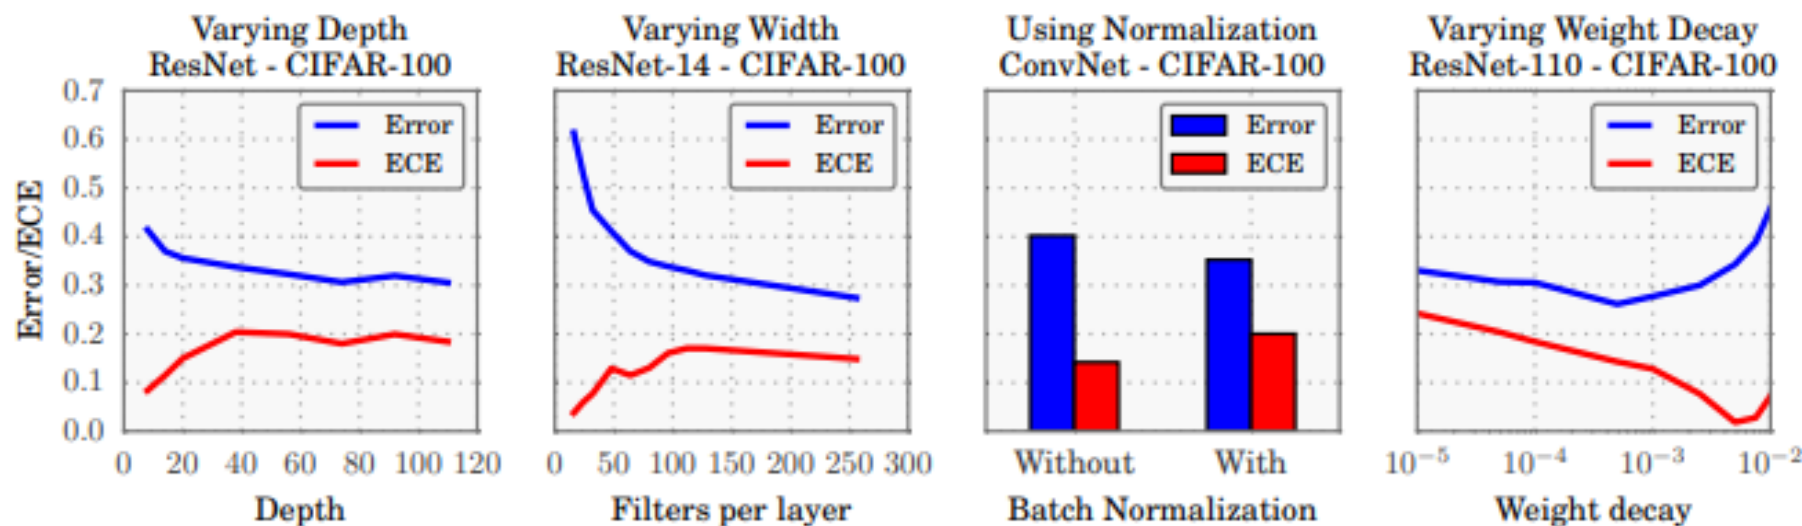 Varying Depth
ResNet - CIFAR-100
Varying Width
ResNet-14 - CIFAR-100
Using Normalization
ConvNet - CIFAR-100
Varying Weight Decay
ResNet-110 - CIFAR-100
Error/ECE
0.7
0.6
0.5
0.4
0.3
0.2
0.1
0.0
Error
ECE
0 20 40 60 80 100 120
Depth
Error
ECE
0 50 100 150 200 250 300
Filters per layer
Error
ECE
Without With
Batch Normalization
Error
ECE
10⁻⁵ 10⁻⁴ 10⁻³ 10⁻²
Weight decay